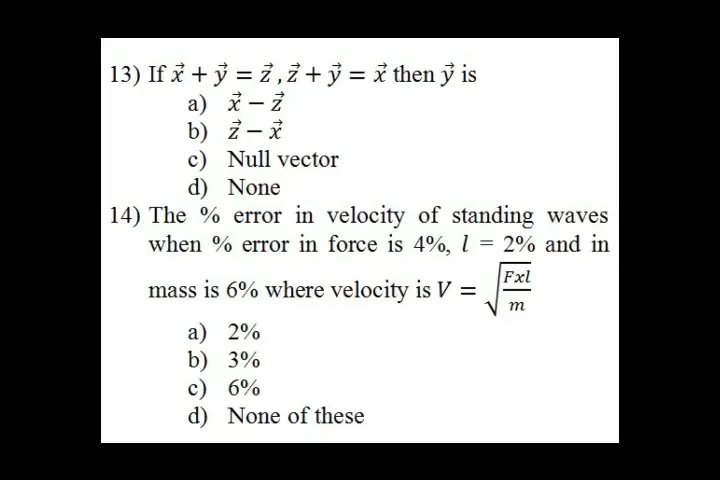 13) If x⃗ + y⃗ = z⃗ , z⃗ + y⃗ = x⃗ then y⃗ is
a) x⃗ − z⃗
b) z⃗ − x⃗
c) Null vector
d) None
14) The % error in velocity of standing waves
when % error in force is 4%, l = 2% and in
mass is 6% where velocity is V = √(Fxl/m)
a) 2%
b) 3%
c) 6%
d) None of these